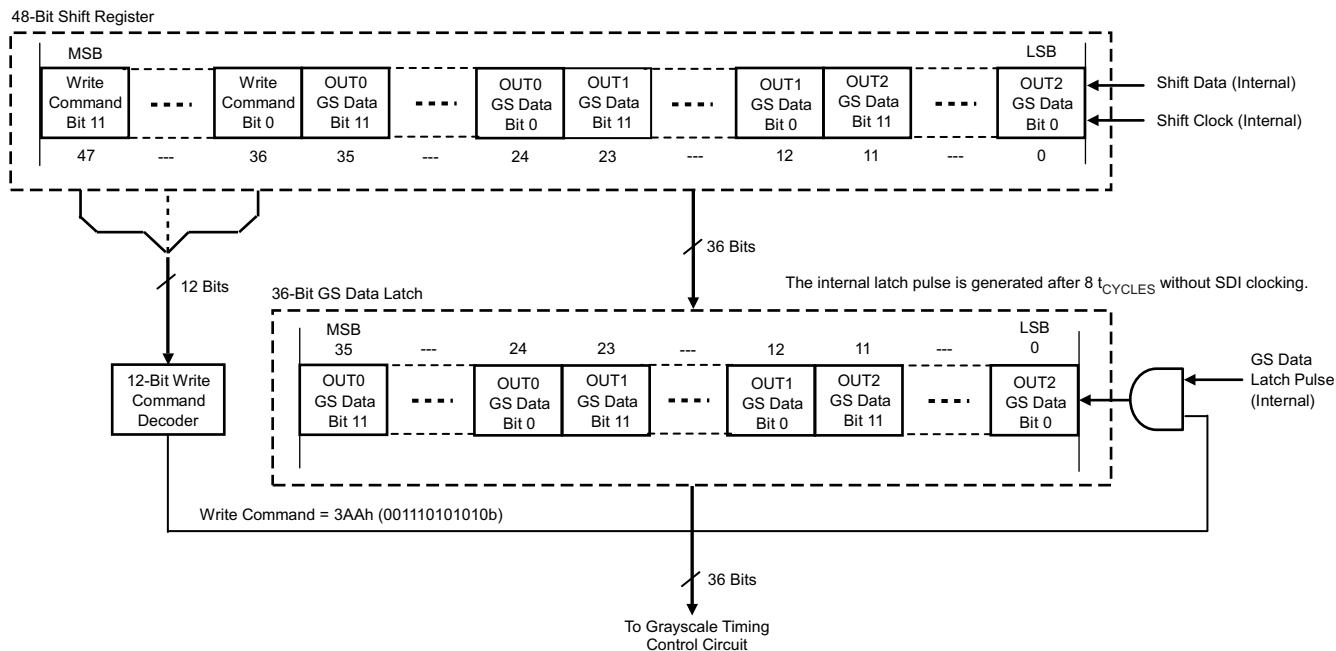 48-Bit Shift Register
MSB
LSB
Write Command Bit 11
Write Command Bit 0
OUT0 GS Data Bit 11
OUT0 GS Data Bit 0
OUT1 GS Data Bit 11
OUT1 GS Data Bit 0
OUT2 GS Data Bit 11
OUT2 GS Data Bit 0
Shift Data (Internal)
Shift Clock (Internal)
47 --- 36 35 --- 24 23 --- 12 11 --- 0
36 Bits
12 Bits
The internal latch pulse is generated after 8 tCYCLES without SDI clocking.
36-Bit GS Data Latch
MSB
LSB
35 --- 24 23 --- 12 11 --- 0
12-Bit Write Command Decoder
OUT0 GS Data Bit 11
OUT0 GS Data Bit 0
OUT1 GS Data Bit 11
OUT1 GS Data Bit 0
OUT2 GS Data Bit 11
OUT2 GS Data Bit 0
GS Data Latch Pulse (Internal)
Write Command = 3AAh (001110101010b)
36 Bits
To Grayscale Timing Control Circuit